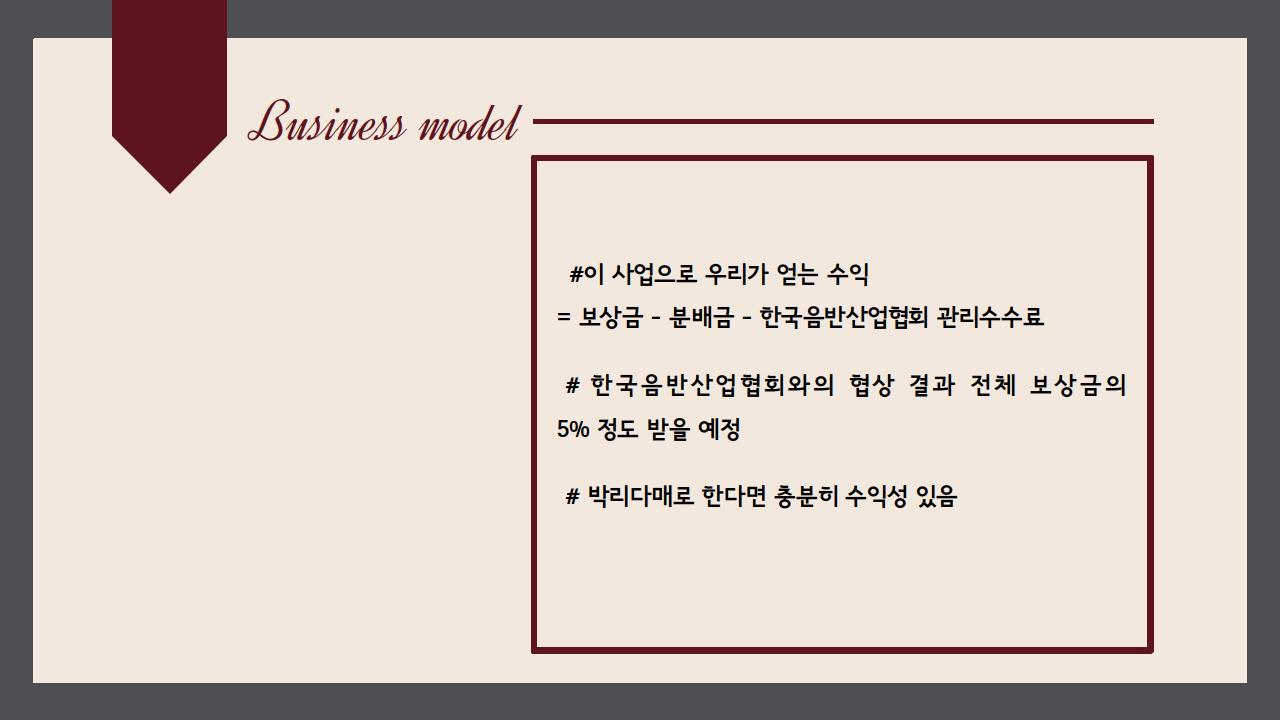 Business model
#이 사업으로 우리가 얻는 수익
= 보상금 - 분배금 - 한국음반산업협회 관리수수료
# 한국음반산업협회와의 협상 결과 전체 보상금의
5% 정도 받을 예정
# 박리다매로 한다면 충분히 수익성 있음